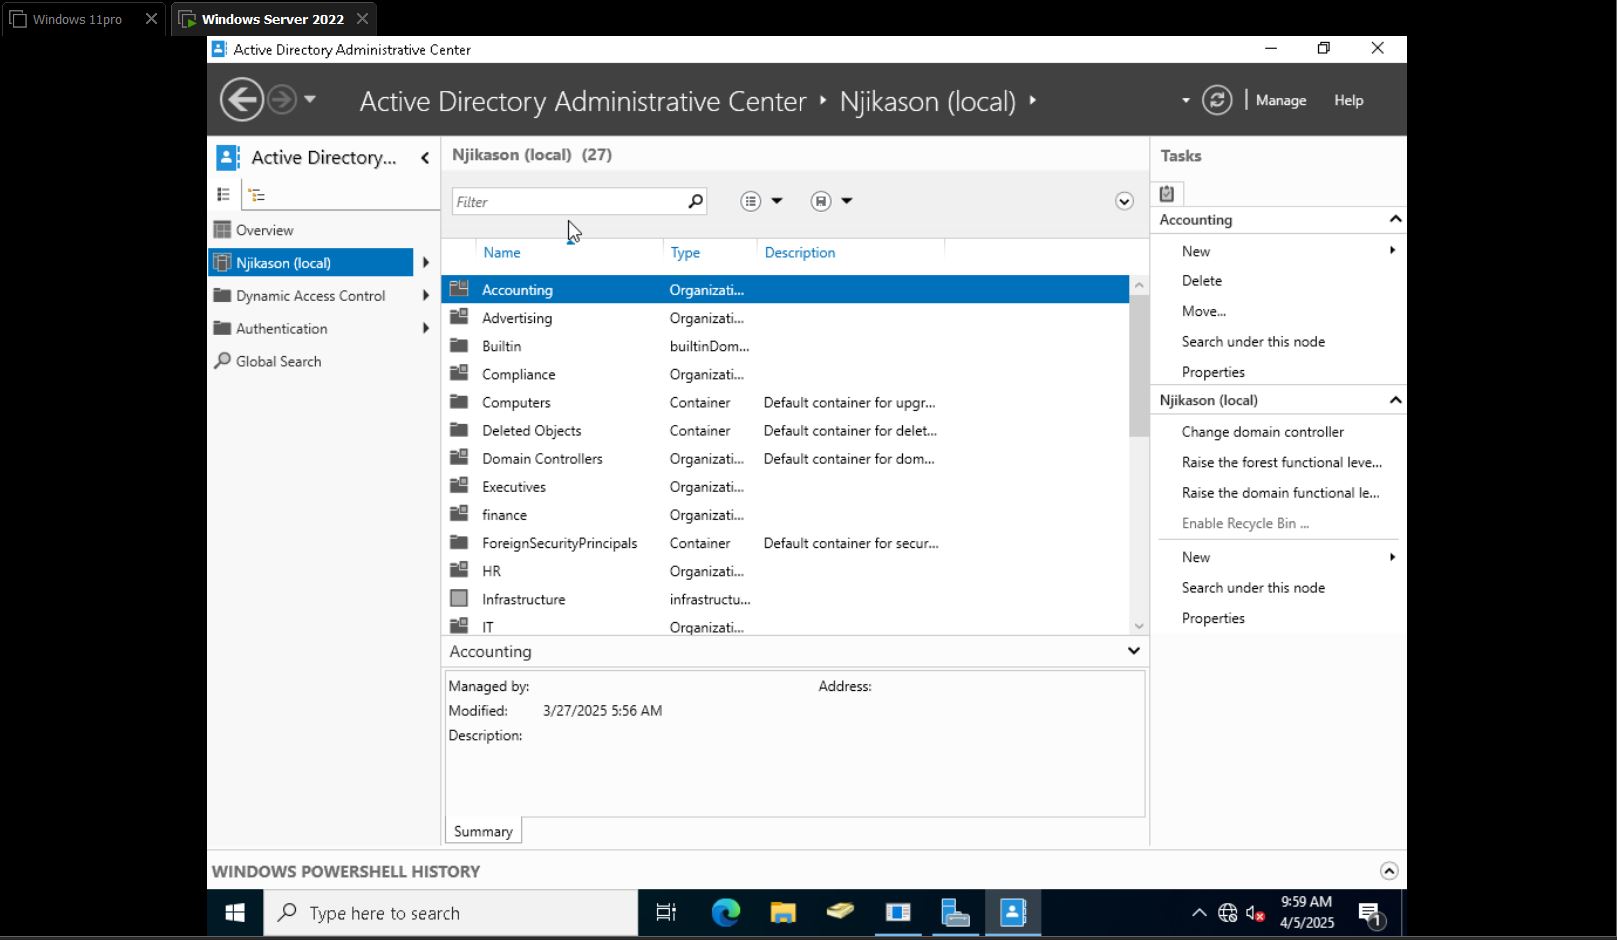 Windows 11pro
Windows Server 2022
Active Directory Administrative Center
Active Directory Administrative Center Njikason (local)
Manage
Help
Active Directory...
Overview
Njikason (local)
Dynamic Access Control
Authentication
Global Search
Njikason (local) (27)
Filter
Name Type Description
Accounting Organizati...
Advertising Organizati...
Builtin builtinDom...
Compliance Organizati...
Computers Container Default container for upgr...
Deleted Objects Container Default container for delet...
Domain Controllers Organizati... Default container for dom...
Executives Organizati...
finance Organizati...
ForeignSecurityPrincipals Container Default container for secur...
HR Organizati...
Infrastructure infrastructu...
IT Organizati...
Accounting
Managed by: Address:
Modified: 3/27/2025 5:56 AM
Description:
Summary
Tasks
Accounting
New
Delete
Move...
Search under this node
Properties
Njikason (local)
Change domain controller
Raise the forest functional leve...
Raise the domain functional le...
Enable Recycle Bin ...
New
Search under this node
Properties
WINDOWS POWERSHELL HISTORY
Type here to search
9:59 AM
4/5/2025
1